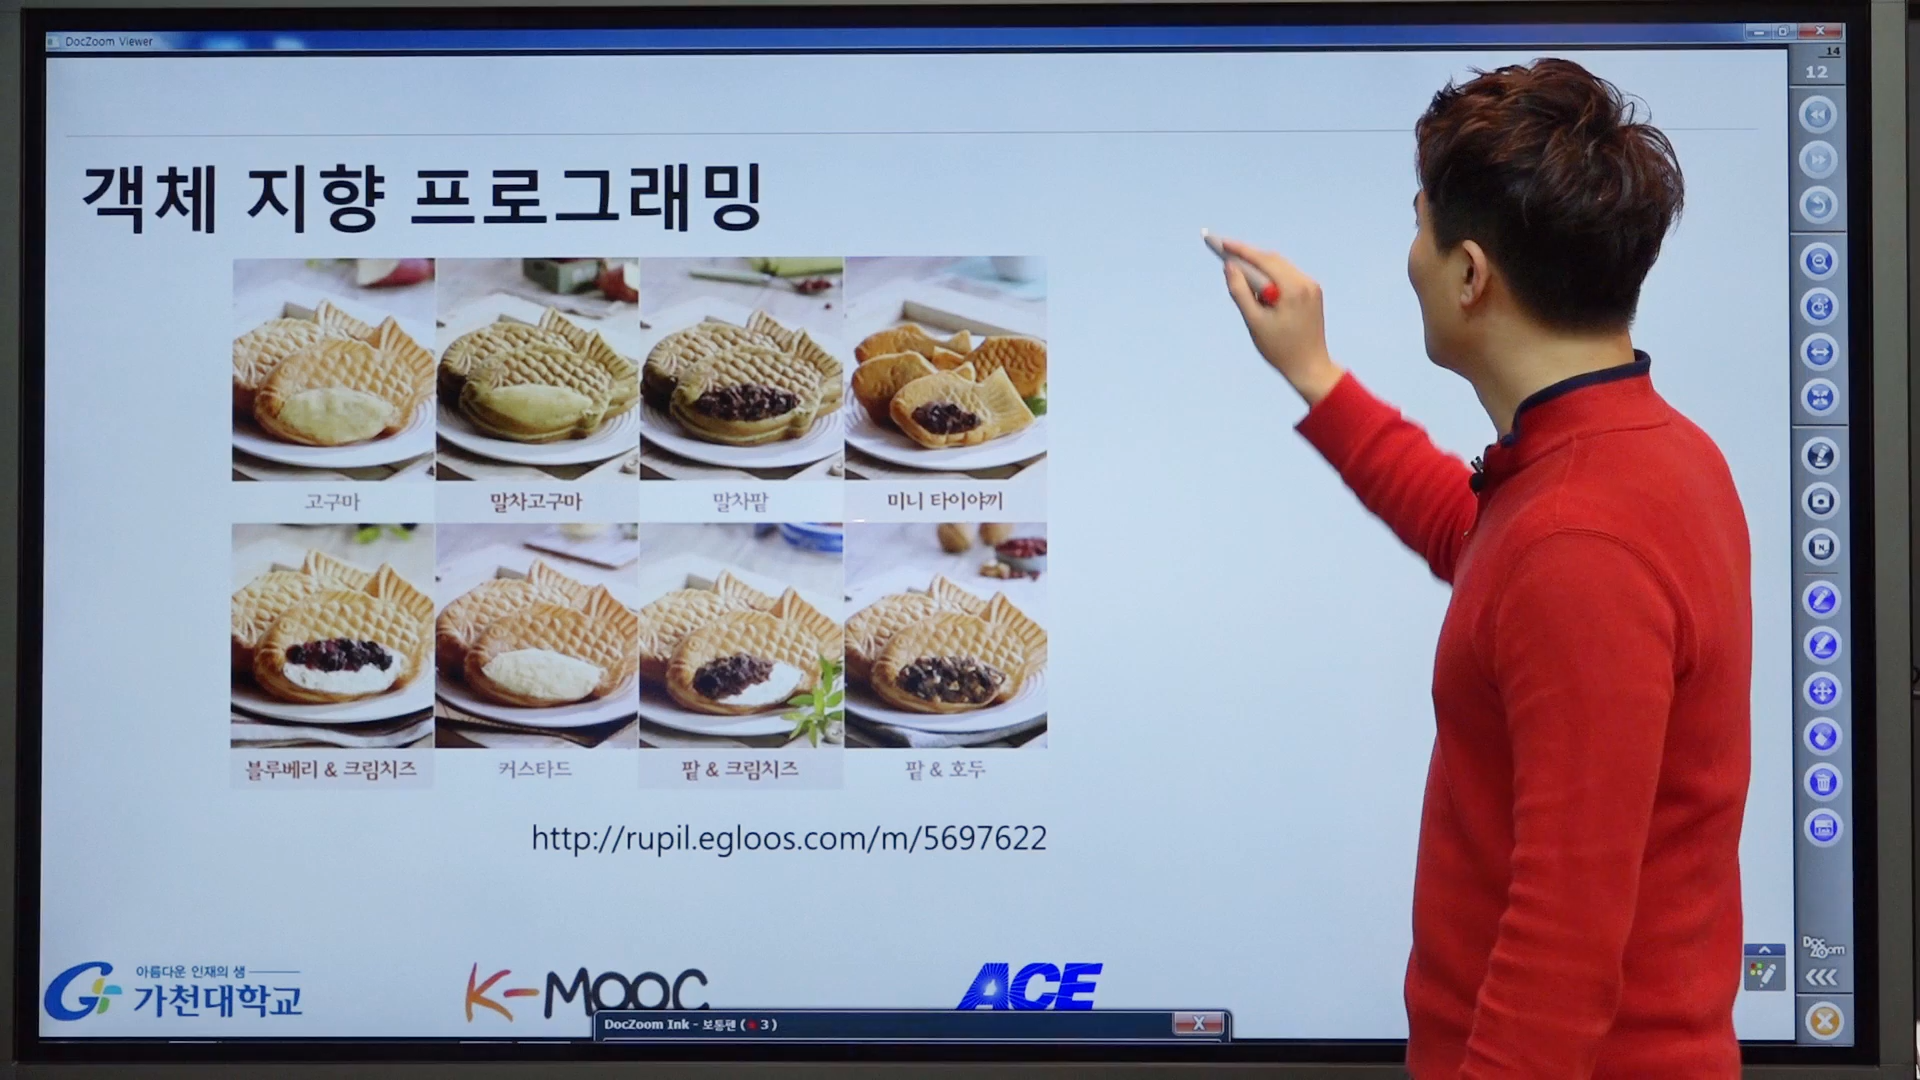 DocZoom Viewer
14
12
객체 지향 프로그래밍
고구마
말차고구마
말차팥
미니 타이야끼
블루베리 & 크림치즈
커스타드
팥 & 크림치즈
팥 & 호두
http://rupil.egloos.com/m/5697622
아름다운 인재의 샘
가천대학교
K-MOOC
ACE
DocZoom
DocZoom Ink - 보통펜 ( 3 )
X